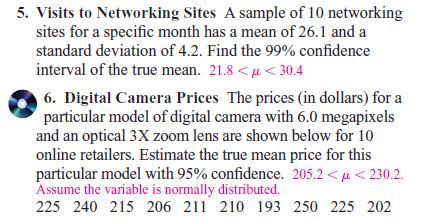 5. Visits to Networking Sites A sample of 10 networking
sites for a specific month has a mean of 26.1 and a
standard deviation of 4.2. Find the 99% confidence
interval of the true mean. 21.8 < μ < 30.4
6. Digital Camera Prices The prices (in dollars) for a
particular model of digital camera with 6.0 megapixels
and an optical 3X zoom lens are shown below for 10
online retailers. Estimate the true mean price for this
particular model with 95% confidence. 205.2 < μ < 230.2.
Assume the variable is normally distributed.
225 240 215 206 211 210 193 250 225 202